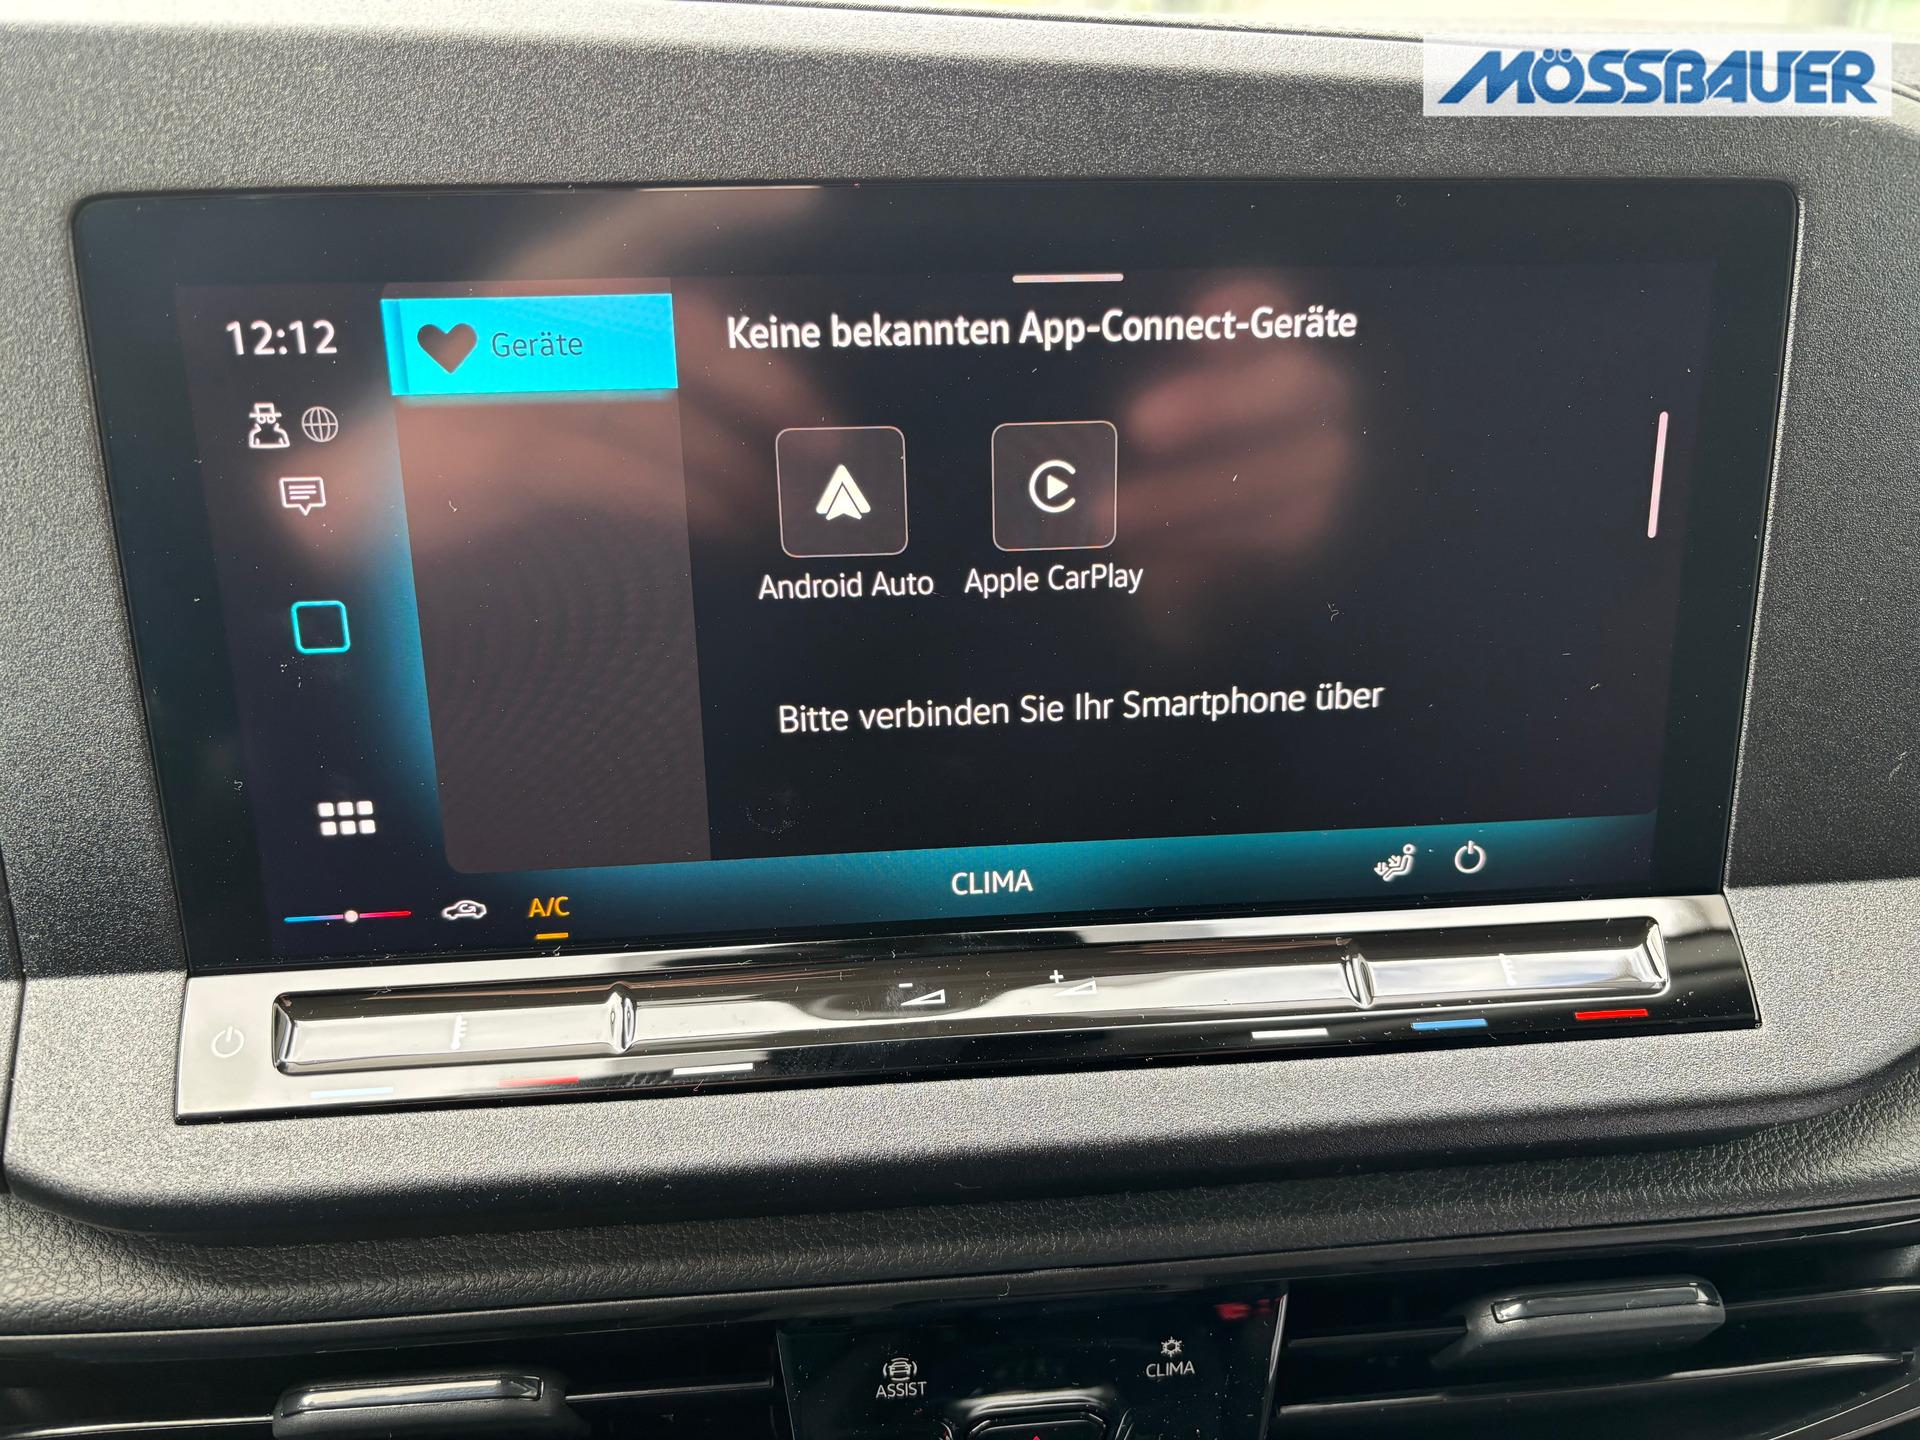 MÖSSBAUER
12:12
Geräte
Keine bekannten App-Connect-Geräte
Android Auto
Apple CarPlay
Bitte verbinden Sie Ihr Smartphone über
CLIMA
A/C
- +
ASSIST
CLIMA